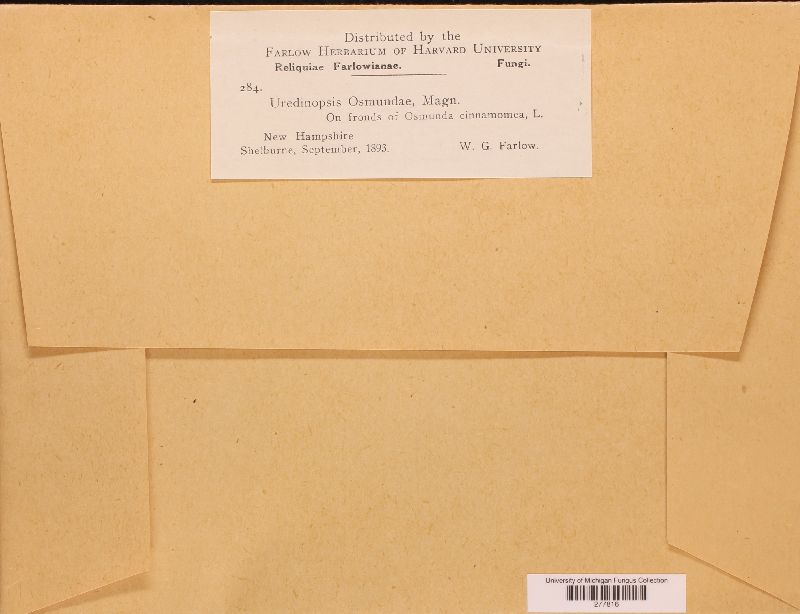 Distributed by the
Farlow Herbarium of Harvard University
Reliquiae Farlowianae. Fungi.
284.
Uredinopsis Osmundae, Magn.
On fronds of Osmunda cinnamomea, L.
New Hampshire
Shelburne, September, 1893. W. G. Farlow.
University of Michigan Fungus Collection
277816